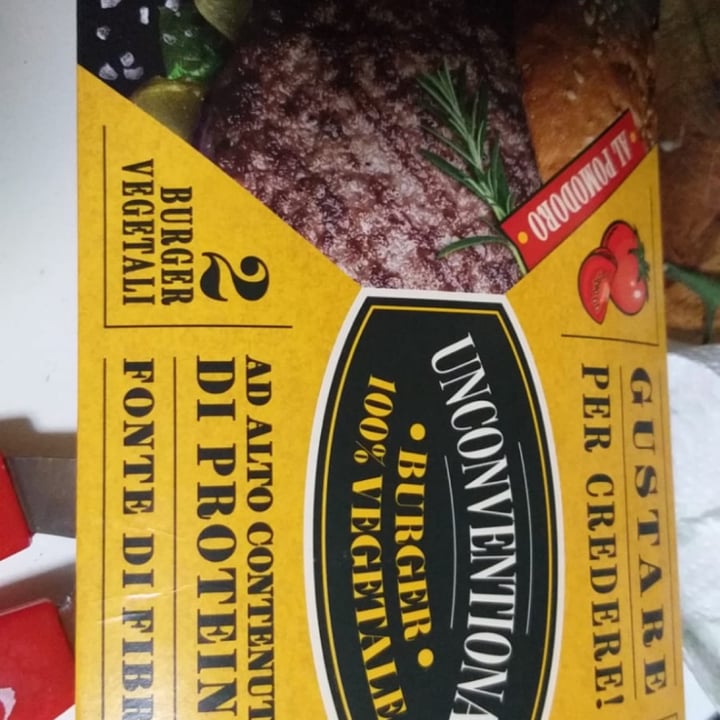 AL POMODORO
GUSTARE
PER CREDERE!
UNCONVENTIONA
• BURGER •
100% VEGETALE
2
BURGER
VEGETALI
AD ALTO CONTENUT
DI PROTEIN
FONTE DI FIBR